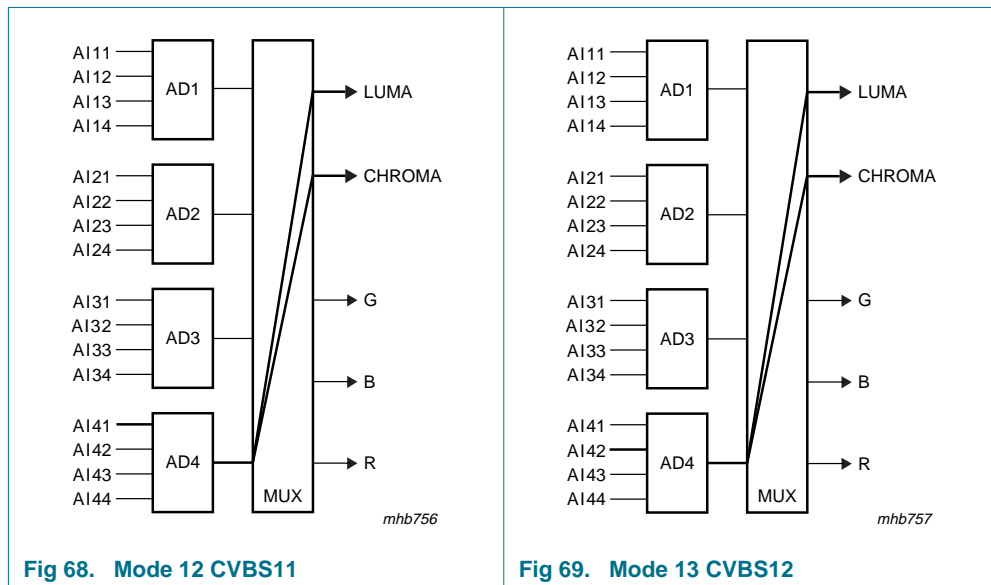 AI11
AI12
AI13
AI14
AD1
LUMA
CHROMA
AI21
AI22
AI23
AI24
AD2
AI31
AI32
AI33
AI34
AD3
G
B
AI41
AI42
AI43
AI44
AD4
R
MUX
mhb756
Fig 68. Mode 12 CVBS11
AI11
AI12
AI13
AI14
AD1
LUMA
CHROMA
AI21
AI22
AI23
AI24
AD2
AI31
AI32
AI33
AI34
AD3
G
B
AI41
AI42
AI43
AI44
AD4
R
MUX
mhb757
Fig 69. Mode 13 CVBS12